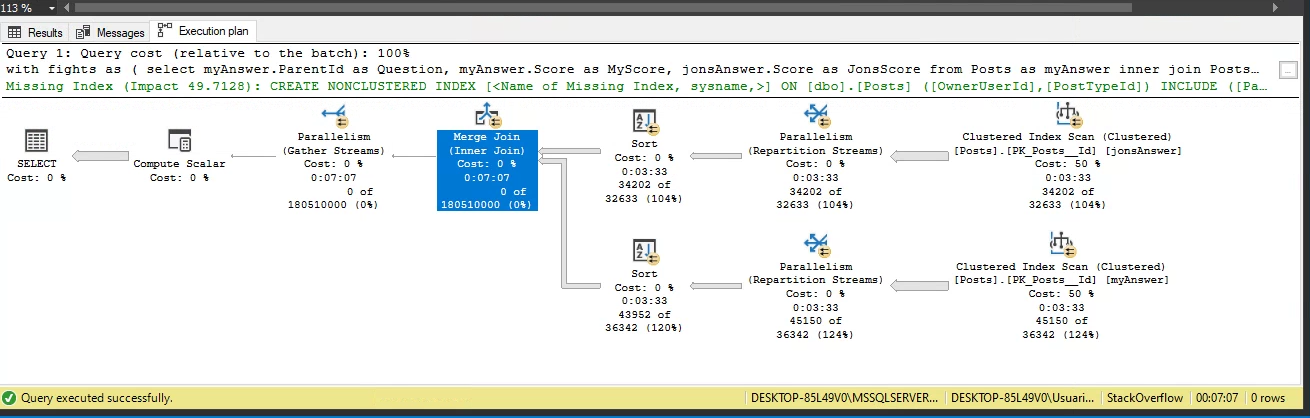 113 %
Results Messages Execution plan
Query 1: Query cost (relative to the batch): 100%
with fights as ( select myAnswer.ParentId as Question, myAnswer.Score as MyScore, jonsAnswer.Score as JonsScore from Posts as myAnswer inner join Posts…
Missing Index (Impact 49.7128): CREATE NONCLUSTERED INDEX [<Name of Missing Index, sysname,>] ON [dbo].[Posts] ([OwnerUserId],[PostTypeId]) INCLUDE ([Pa…
SELECT
Cost: 0 %
Compute Scalar
Cost: 0 %
Parallelism
(Gather Streams)
Cost: 0 %
0:07:07
0 of
180510000 (0%)
Merge Join
(Inner Join)
Cost: 0 %
0:07:07
0 of
180510000 (0%)
Sort
Cost: 0 %
0:03:33
34202 of
32633 (104%)
Parallelism
(Repartition Streams)
Cost: 0 %
0:03:33
34202 of
32633 (104%)
Clustered Index Scan (Clustered)
[Posts].[PK_Posts__Id] [jonsAnswer]
Cost: 50 %
0:03:33
34202 of
32633 (104%)
Sort
Cost: 0 %
0:03:33
43952 of
36342 (120%)
Parallelism
(Repartition Streams)
Cost: 0 %
0:03:33
45150 of
36342 (124%)
Clustered Index Scan (Clustered)
[Posts].[PK_Posts__Id] [myAnswer]
Cost: 50 %
0:03:33
45150 of
36342 (124%)
Query executed successfully. DESKTOP-85L49V0\MSSQLSERVER... DESKTOP-85L49V0\Usuari... StackOverflow 00:07:07 0 rows